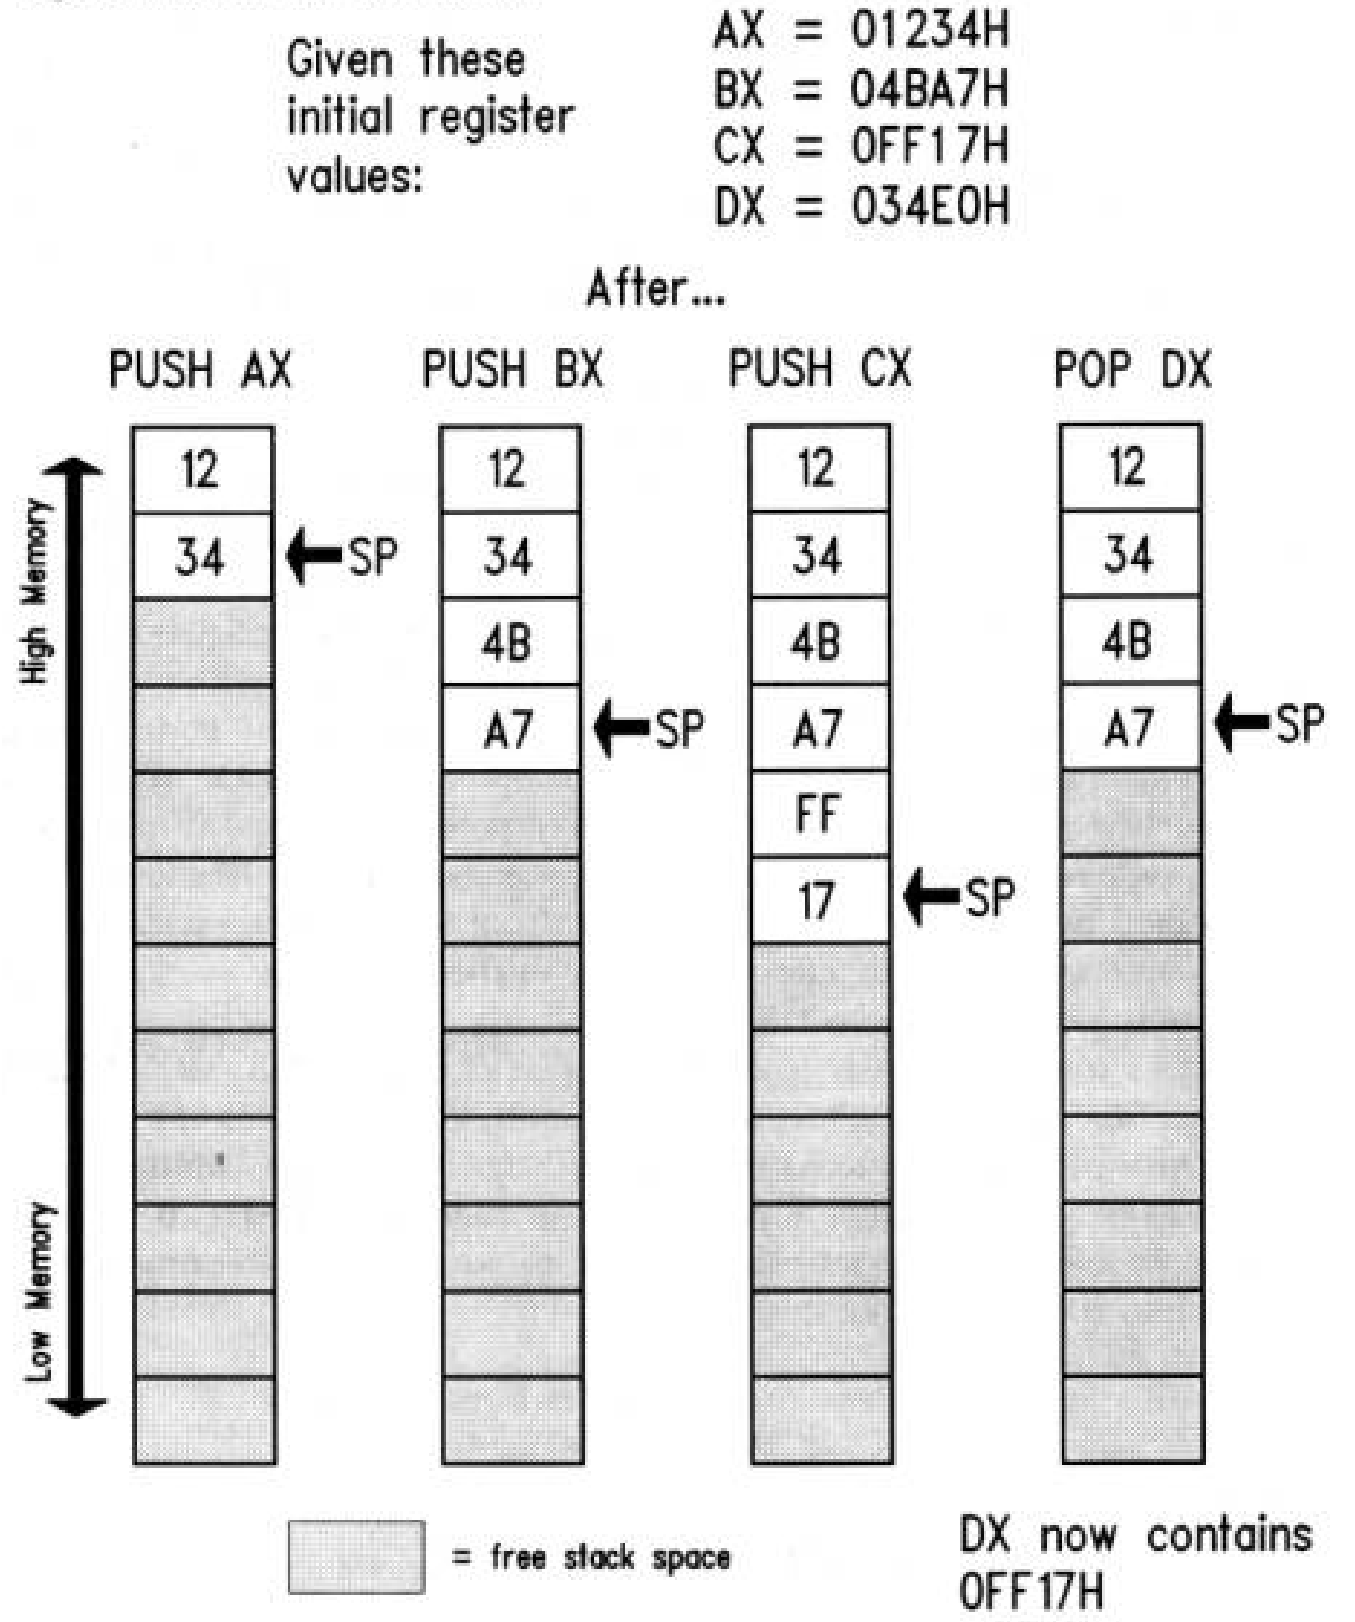 Given these
initial register
values:
AX = 01234H
BX = 04BA7H
CX = 0FF17H
DX = 034E0H
After...
PUSH AX
PUSH BX
PUSH CX
POP DX
High Memory
Low Memory
12
34
SP
12
34
4B
A7
SP
12
34
4B
A7
FF
17
SP
12
34
4B
A7
SP
= free stack space
DX now contains
0FF17H